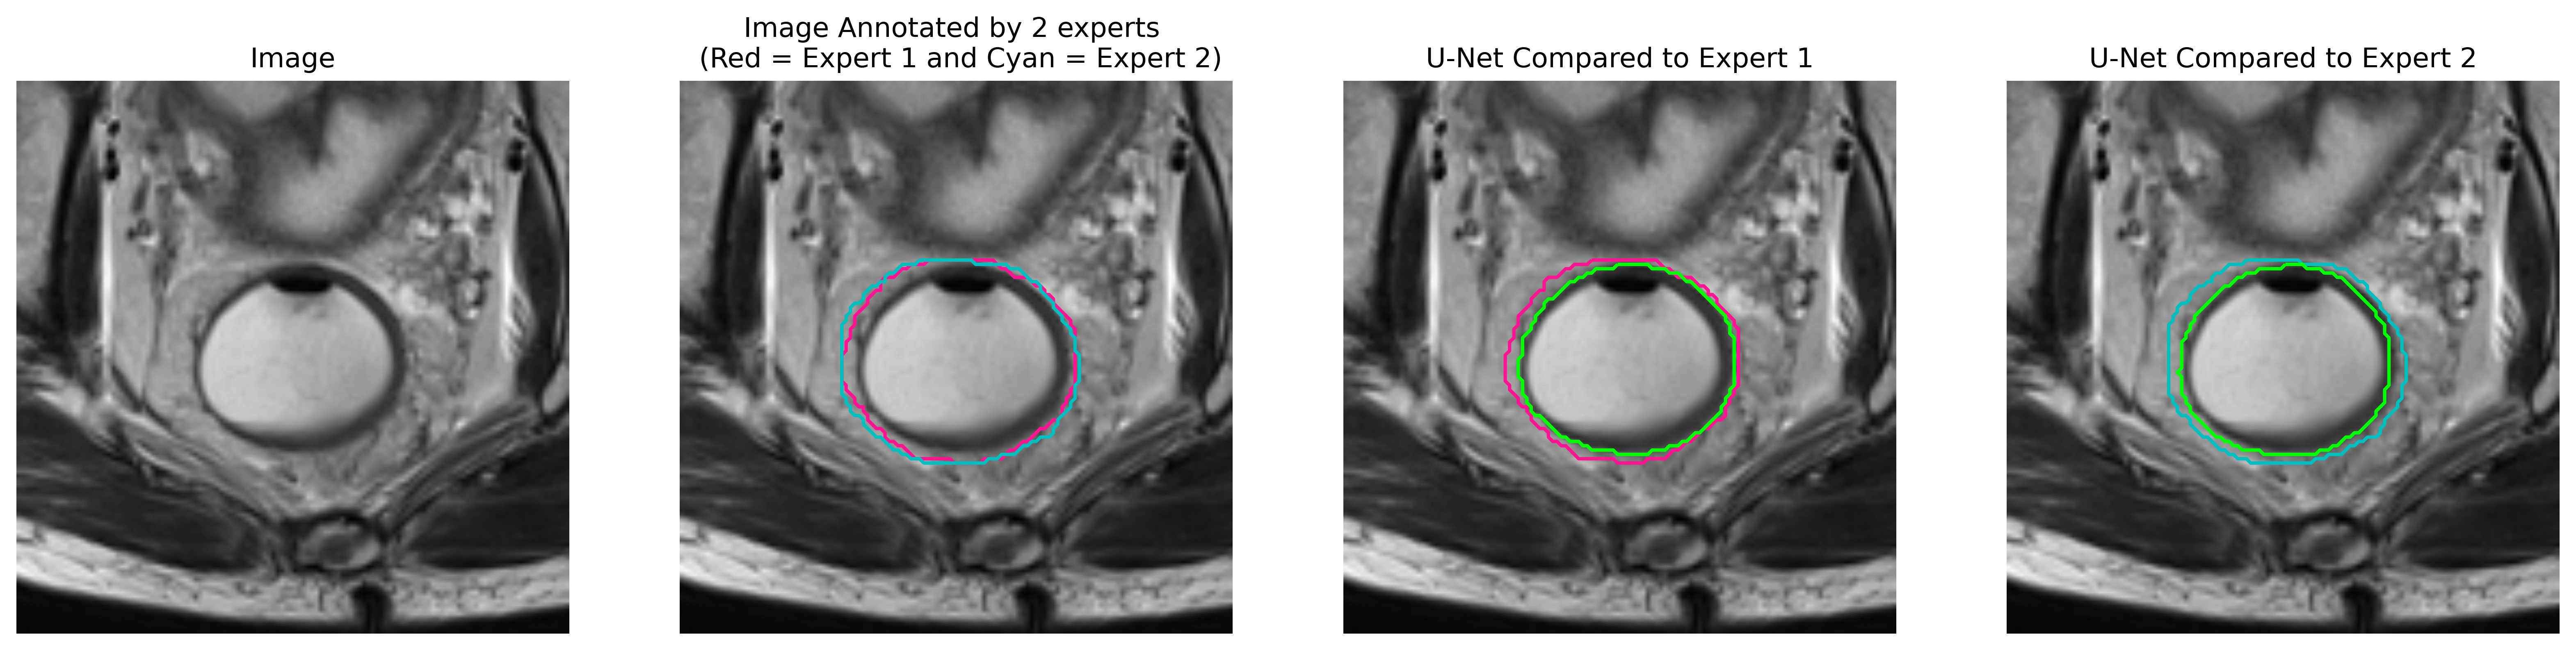 Image
Image Annotated by 2 experts
(Red = Expert 1 and Cyan = Expert 2)
U-Net Compared to Expert 1
U-Net Compared to Expert 2